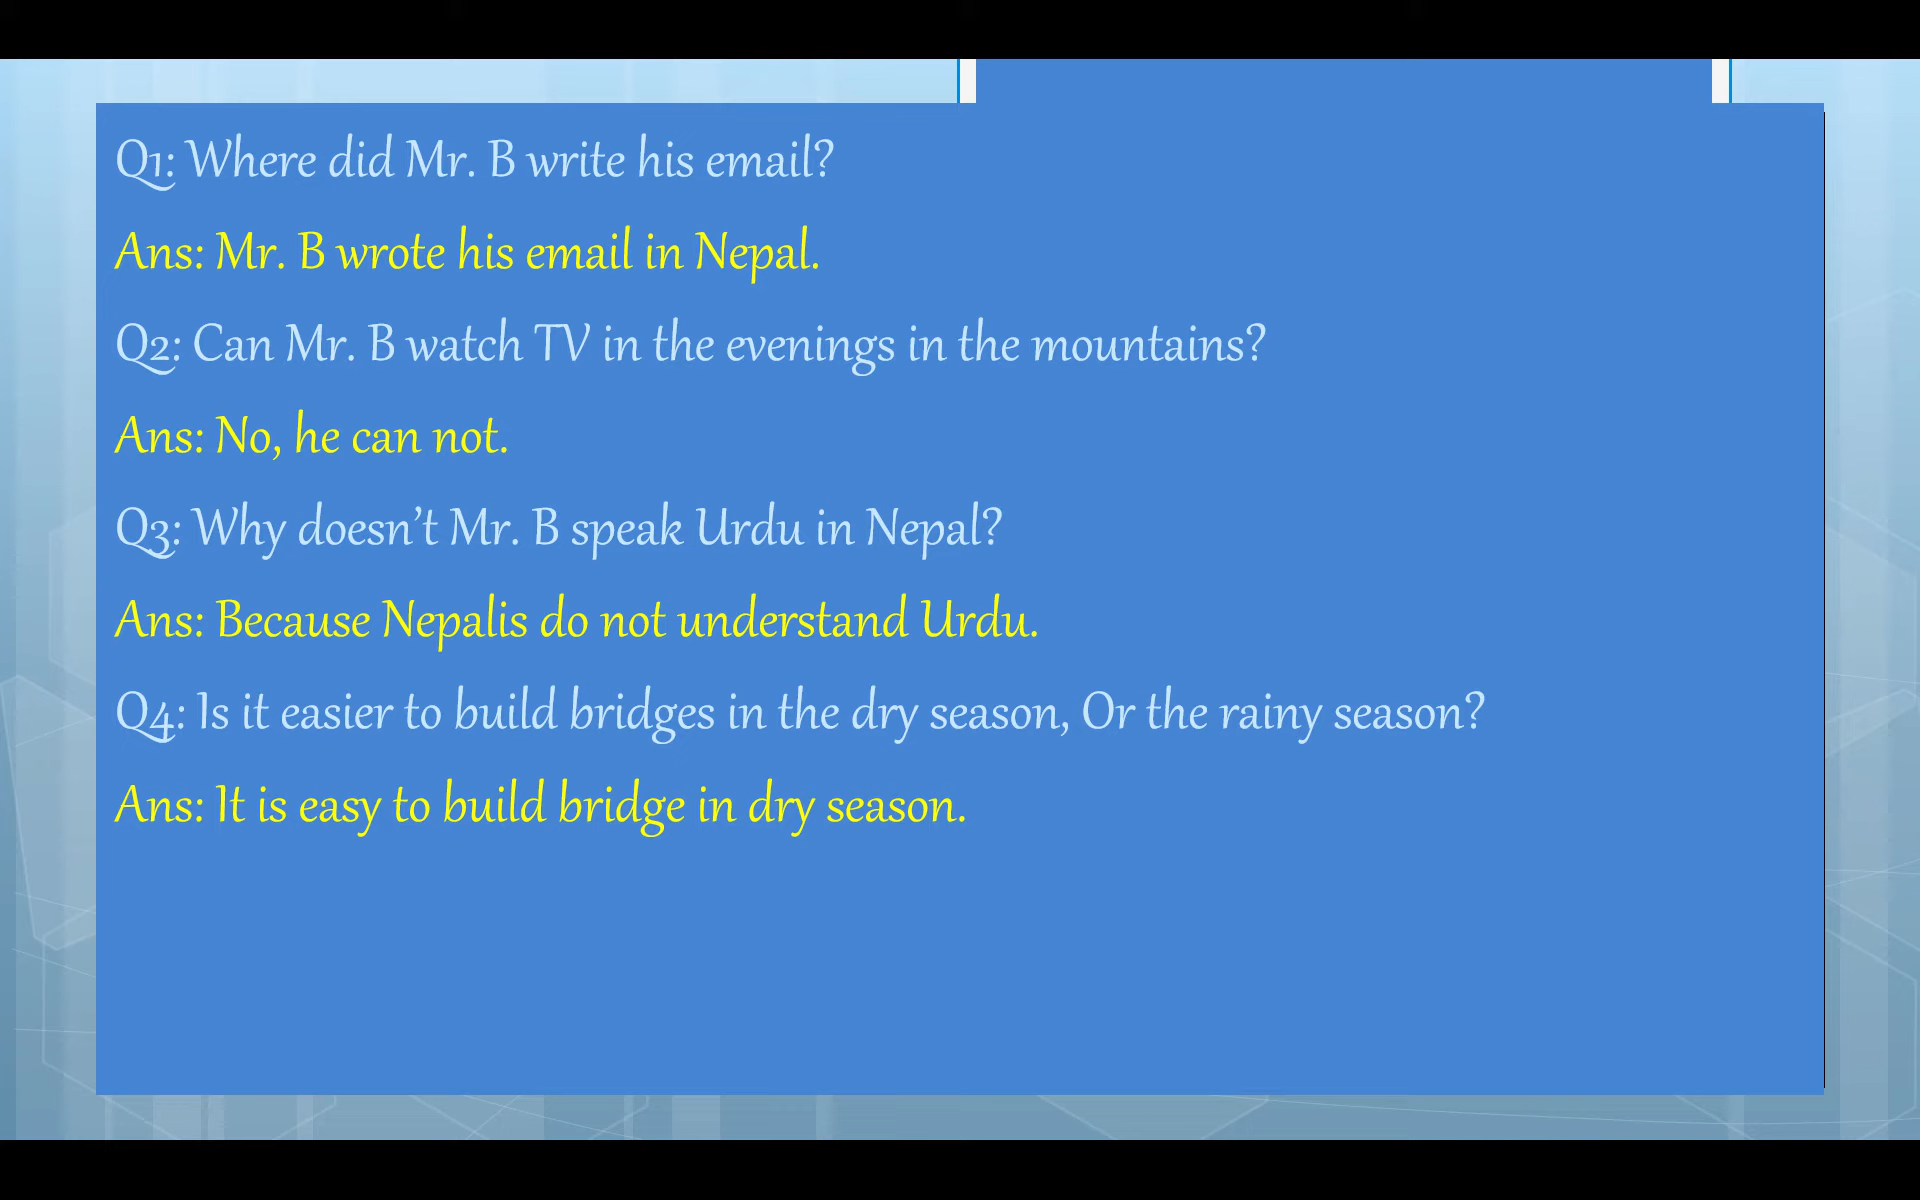 Q1: Where did Mr. B write his email?
Ans: Mr. B wrote his email in Nepal.
Q2: Can Mr. B watch TV in the evenings in the mountains?
Ans: No, he can not.
Q3: Why doesn’t Mr. B speak Urdu in Nepal?
Ans: Because Nepalis do not understand Urdu.
Q4: Is it easier to build bridges in the dry season, Or the rainy season?
Ans: It is easy to build bridge in dry season.